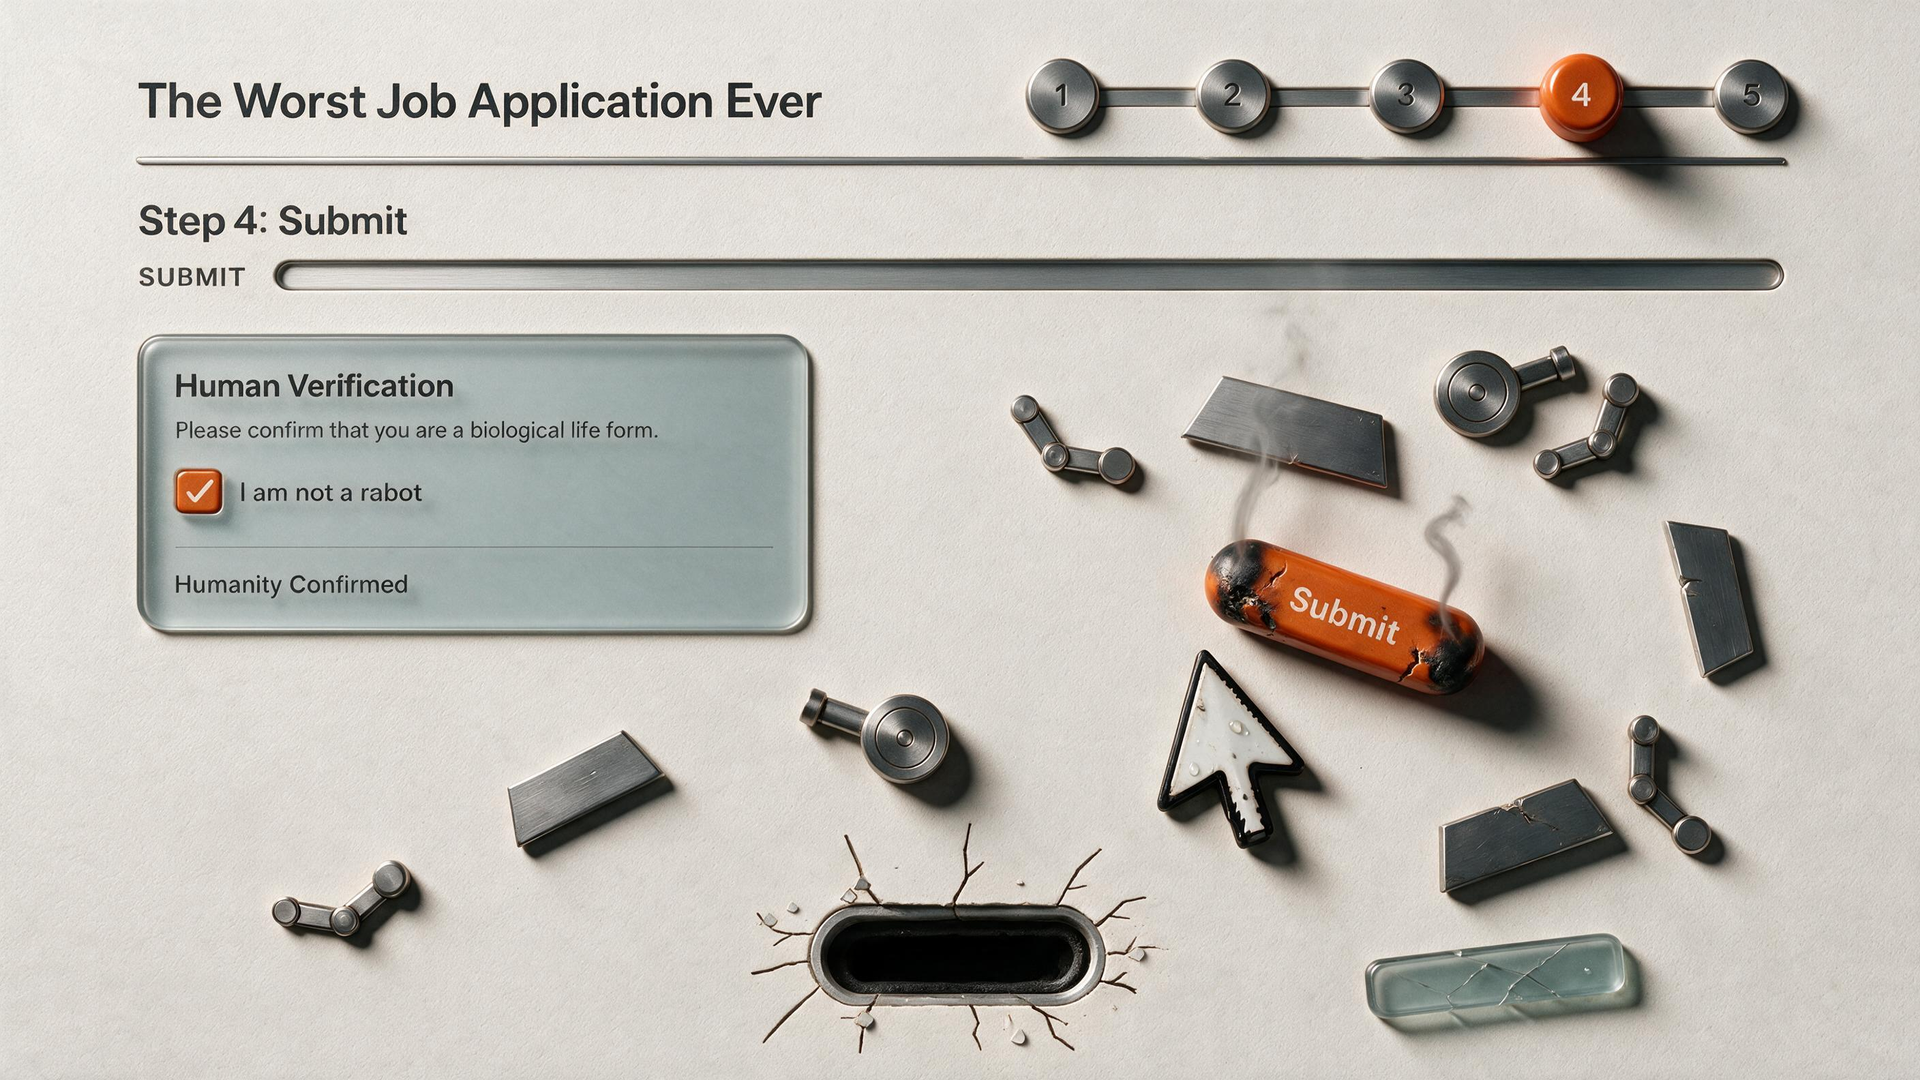 The Worst Job Application Ever
1 2 3 4 5
Step 4: Submit
SUBMIT
Human Verification
Please confirm that you are a biological life form.
I am not a rabot
Humanity Confirmed
Submit